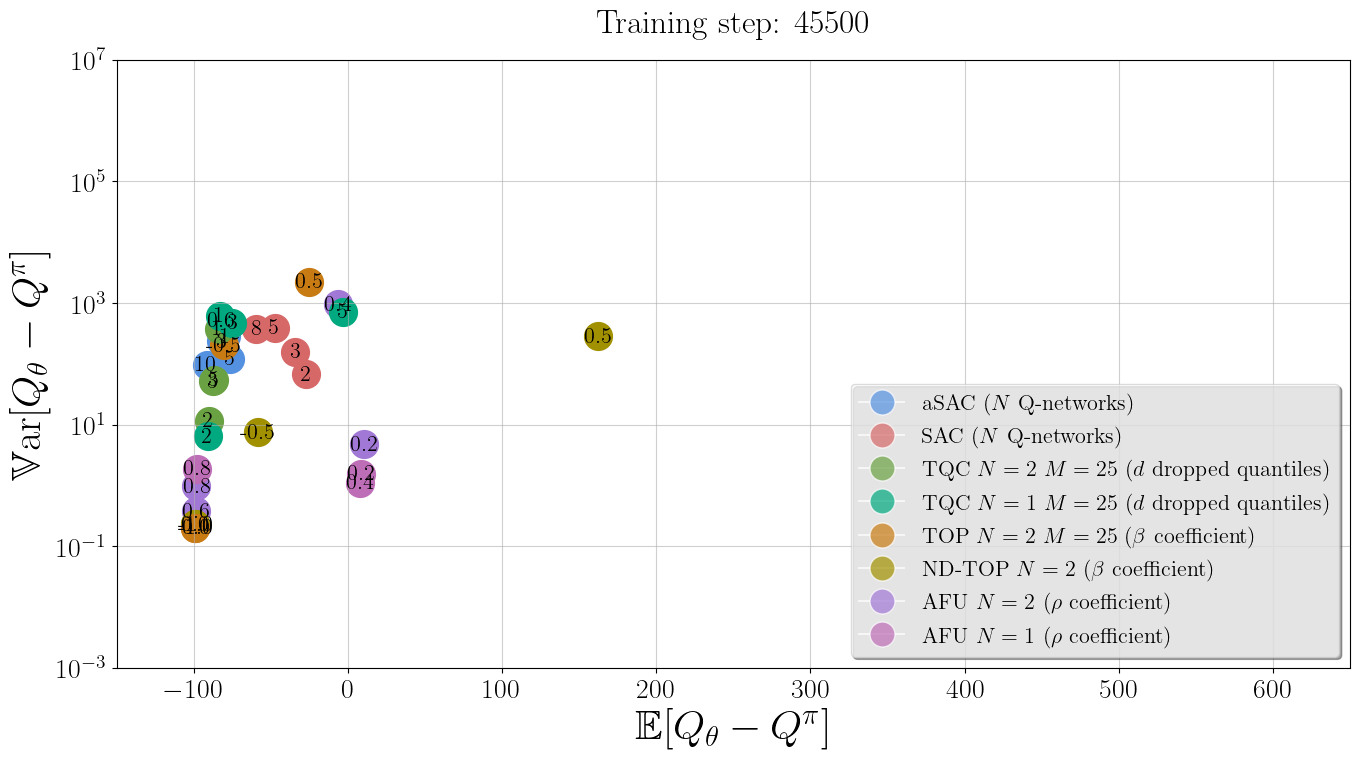 Training step: 45500
10^7
10^5
10^3
10^1
10^{-1}
10^{-3}
𝕍ar[Q_θ − Q^π]
0.5
0.4
5
0.5
8
5
3
2
10
5
2
2
-0.5
0.2
0.8
0.8
0.6
0.2
0.4
aSAC (N Q-networks)
SAC (N Q-networks)
TQC N = 2 M = 25 (d dropped quantiles)
TQC N = 1 M = 25 (d dropped quantiles)
TOP N = 2 M = 25 (β coefficient)
ND-TOP N = 2 (β coefficient)
AFU N = 2 (ρ coefficient)
AFU N = 1 (ρ coefficient)
−100 0 100 200 300 400 500 600
𝔼[Q_θ − Q^π]